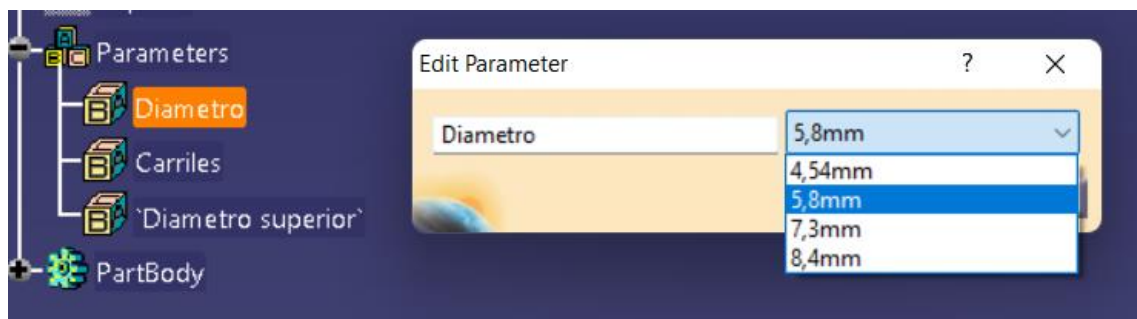 Parameters
Diametro
Carriles
`Diametro superior`
PartBody
Edit Parameter ?
Diametro 5,8mm
4,54mm
5,8mm
7,3mm
8,4mm